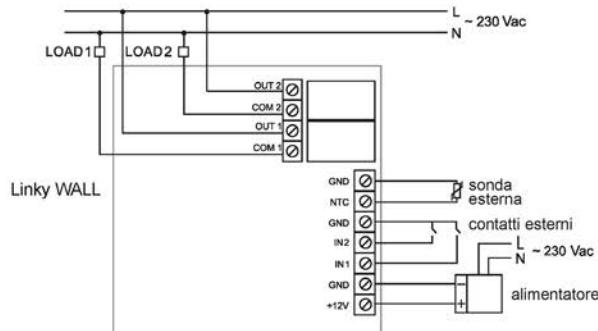 L
~ 230 Vac
N
LOAD1
LOAD2
OUT 2
COM 2
OUT 1
COM 1
Linky WALL
GND
NTC
GND
IN2
IN1
GND
+12V
sonda
esterna
contatti esterni
L
~ 230 Vac
N
−
+
alimentatore